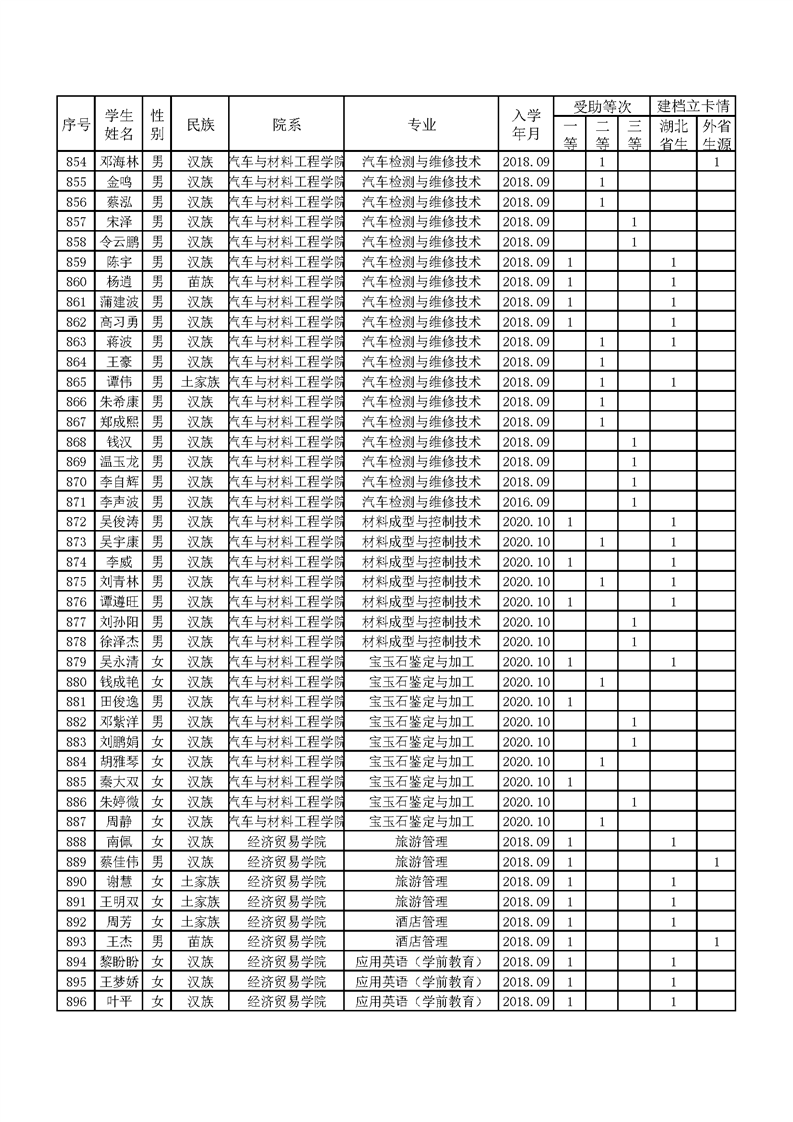 序号 学生姓名 性别 民族 院系 专业 入学年月 受助等次 建档立卡情
一等 二等 三等 湖北省生 外省生源
854 邓海林 男 汉族 汽车与材料工程学院 汽车检测与维修技术 2018.09 1 1
855 金鸣 男 汉族 汽车与材料工程学院 汽车检测与维修技术 2018.09 1
856 蔡泓 男 汉族 汽车与材料工程学院 汽车检测与维修技术 2018.09 1
857 宋泽 男 汉族 汽车与材料工程学院 汽车检测与维修技术 2018.09 1
858 令云鹏 男 汉族 汽车与材料工程学院 汽车检测与维修技术 2018.09 1
859 陈宇 男 汉族 汽车与材料工程学院 汽车检测与维修技术 2018.09 1 1
860 杨逍 男 苗族 汽车与材料工程学院 汽车检测与维修技术 2018.09 1 1
861 蒲建波 男 汉族 汽车与材料工程学院 汽车检测与维修技术 2018.09 1 1
862 高习勇 男 汉族 汽车与材料工程学院 汽车检测与维修技术 2018.09 1 1
863 蒋波 男 汉族 汽车与材料工程学院 汽车检测与维修技术 2018.09 1 1
864 王豪 男 汉族 汽车与材料工程学院 汽车检测与维修技术 2018.09 1
865 谭伟 男 土家族 汽车与材料工程学院 汽车检测与维修技术 2018.09 1 1
866 朱希康 男 汉族 汽车与材料工程学院 汽车检测与维修技术 2018.09 1
867 郑成熙 男 汉族 汽车与材料工程学院 汽车检测与维修技术 2018.09 1
868 钱汉 男 汉族 汽车与材料工程学院 汽车检测与维修技术 2018.09 1
869 温玉龙 男 汉族 汽车与材料工程学院 汽车检测与维修技术 2018.09 1
870 李自辉 男 汉族 汽车与材料工程学院 汽车检测与维修技术 2018.09 1
871 李声波 男 汉族 汽车与材料工程学院 汽车检测与维修技术 2016.09 1
872 吴俊涛 男 汉族 汽车与材料工程学院 材料成型与控制技术 2020.10 1 1
873 吴宇康 男 汉族 汽车与材料工程学院 材料成型与控制技术 2020.10 1 1
874 李威 男 汉族 汽车与材料工程学院 材料成型与控制技术 2020.10 1 1
875 刘青林 男 汉族 汽车与材料工程学院 材料成型与控制技术 2020.10 1 1
876 谭遵旺 男 汉族 汽车与材料工程学院 材料成型与控制技术 2020.10 1 1
877 刘孙阳 男 汉族 汽车与材料工程学院 材料成型与控制技术 2020.10 1
878 徐泽杰 男 汉族 汽车与材料工程学院 材料成型与控制技术 2020.10 1
879 吴永清 女 汉族 汽车与材料工程学院 宝玉石鉴定与加工 2020.10 1 1
880 钱成艳 女 汉族 汽车与材料工程学院 宝玉石鉴定与加工 2020.10 1
881 田俊逸 男 汉族 汽车与材料工程学院 宝玉石鉴定与加工 2020.10 1
882 邓紫洋 男 汉族 汽车与材料工程学院 宝玉石鉴定与加工 2020.10 1
883 刘鹏娟 女 汉族 汽车与材料工程学院 宝玉石鉴定与加工 2020.10 1
884 胡雅琴 女 汉族 汽车与材料工程学院 宝玉石鉴定与加工 2020.10 1
885 秦大双 女 汉族 汽车与材料工程学院 宝玉石鉴定与加工 2020.10 1
886 朱婷微 女 汉族 汽车与材料工程学院 宝玉石鉴定与加工 2020.10 1
887 周静 女 汉族 汽车与材料工程学院 宝玉石鉴定与加工 2020.10 1
888 南佩 女 汉族 经济贸易学院 旅游管理 2018.09 1 1
889 蔡佳伟 男 汉族 经济贸易学院 旅游管理 2018.09 1 1
890 谢慧 女 土家族 经济贸易学院 旅游管理 2018.09 1 1
891 王明双 女 土家族 经济贸易学院 旅游管理 2018.09 1 1
892 周芳 女 土家族 经济贸易学院 酒店管理 2018.09 1 1
893 王杰 男 苗族 经济贸易学院 酒店管理 2018.09 1 1
894 黎盼盼 女 汉族 经济贸易学院 应用英语（学前教育） 2018.09 1 1
895 王梦娇 女 汉族 经济贸易学院 应用英语（学前教育） 2018.09 1 1
896 叶平 女 汉族 经济贸易学院 应用英语（学前教育） 2018.09 1 1